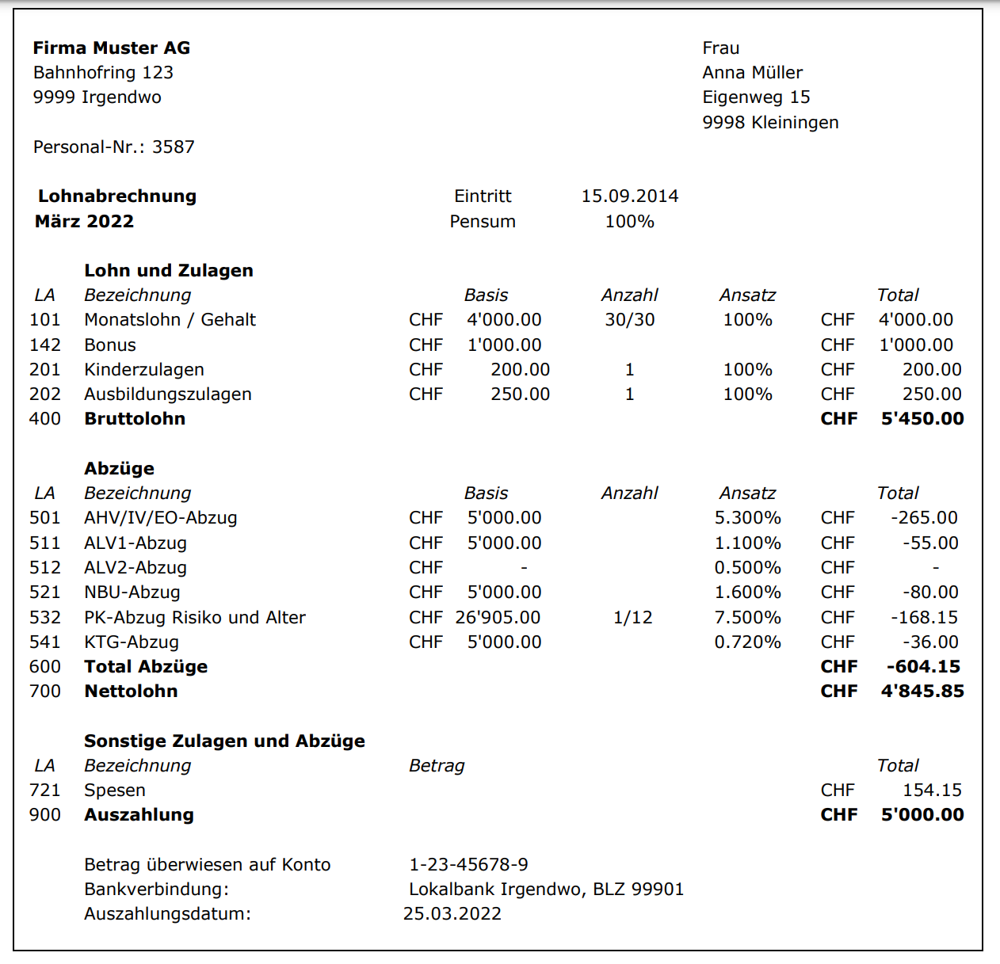 Firma Muster AG
Bahnhofring 123
9999 Irgendwo
Frau
Anna Müller
Eigenweg 15
9998 Kleiningen
Personal-Nr.: 3587
Lohnabrechnung Eintritt 15.09.2014
März 2022 Pensum 100%
Lohn und Zulagen
LA Bezeichnung Basis Anzahl Ansatz Total
101 Monatslohn / Gehalt CHF 4'000.00 30/30 100% CHF 4'000.00
142 Bonus CHF 1'000.00 CHF 1'000.00
201 Kinderzulagen CHF 200.00 1 100% CHF 200.00
202 Ausbildungszulagen CHF 250.00 1 100% CHF 250.00
400 Bruttolohn CHF 5'450.00
Abzüge
LA Bezeichnung Basis Anzahl Ansatz Total
501 AHV/IV/EO-Abzug CHF 5'000.00 5.300% CHF -265.00
511 ALV1-Abzug CHF 5'000.00 1.100% CHF -55.00
512 ALV2-Abzug CHF - 0.500% CHF -
521 NBU-Abzug CHF 5'000.00 1.600% CHF -80.00
532 PK-Abzug Risiko und Alter CHF 26'905.00 1/12 7.500% CHF -168.15
541 KTG-Abzug CHF 5'000.00 0.720% CHF -36.00
600 Total Abzüge CHF -604.15
700 Nettolohn CHF 4'845.85
Sonstige Zulagen und Abzüge
LA Bezeichnung Betrag Total
721 Spesen CHF 154.15
900 Auszahlung CHF 5'000.00
Betrag überwiesen auf Konto 1-23-45678-9
Bankverbindung: Lokalbank Irgendwo, BLZ 99901
Auszahlungsdatum: 25.03.2022